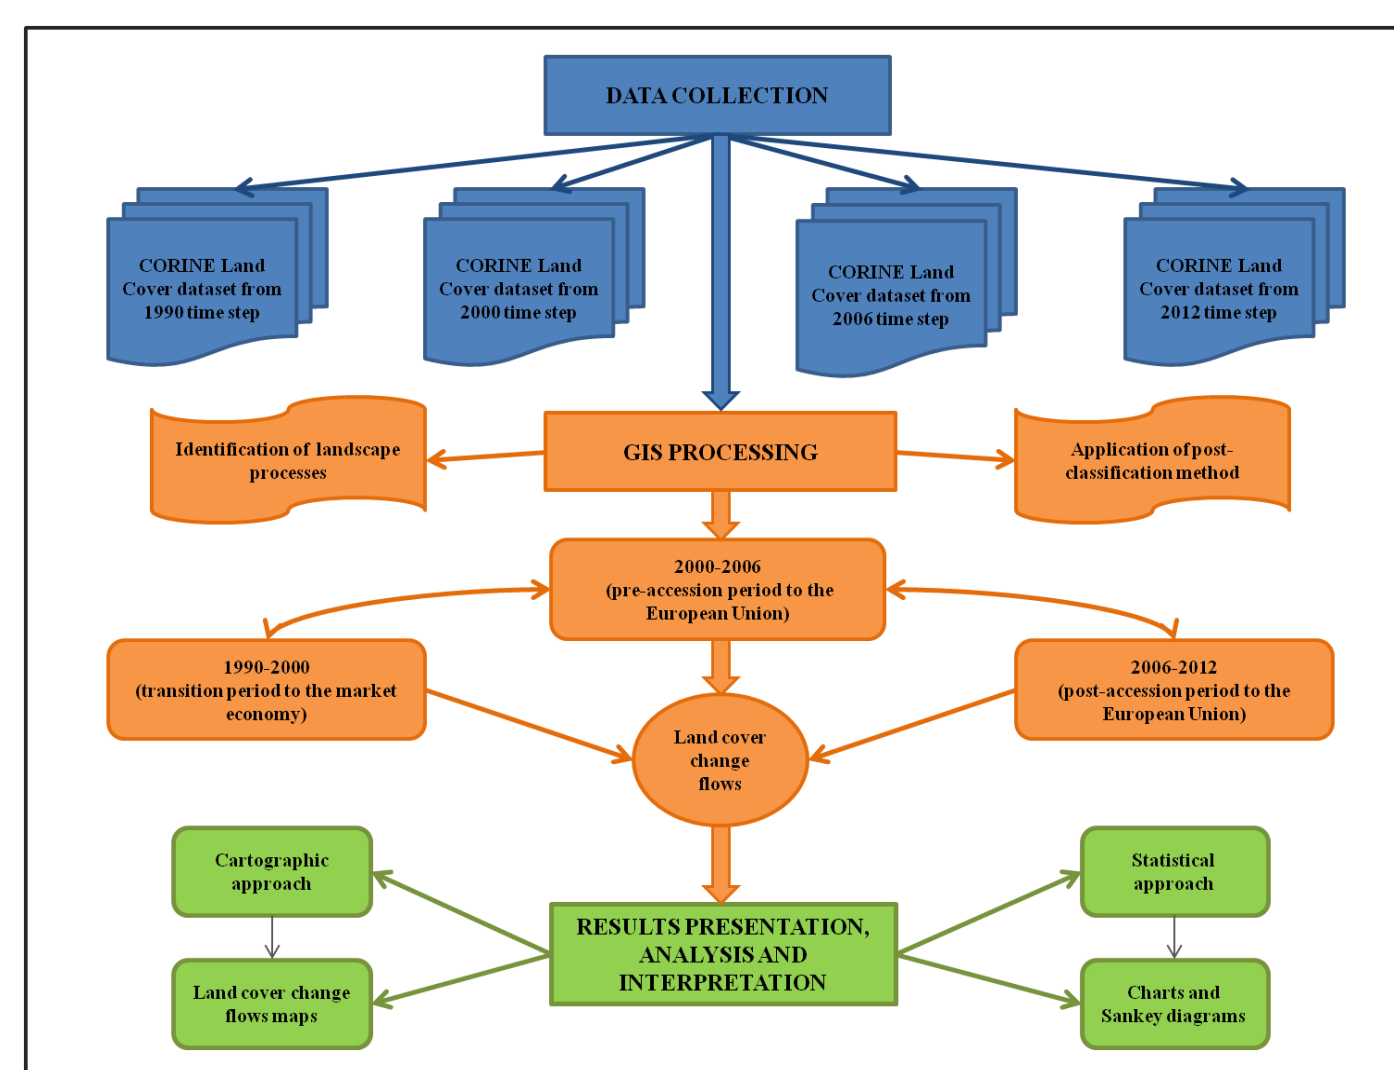 DATA COLLECTION
CORINE Land
Cover dataset from
1990 time step
CORINE Land
Cover dataset from
2000 time step
CORINE Land
Cover dataset from
2006 time step
CORINE Land
Cover dataset from
2012 time step
Identification of landscape
processes
GIS PROCESSING
Application of post-
classification method
2000-2006
(pre-accession period to the
European Union)
1990-2000
(transition period to the market
economy)
2006-2012
(post-accession period to the
European Union)
Land cover
change
flows
Cartographic
approach
Statistical
approach
RESULTS PRESENTATION,
ANALYSIS AND
INTERPRETATION
Land cover change
flows maps
Charts and
Sankey diagrams